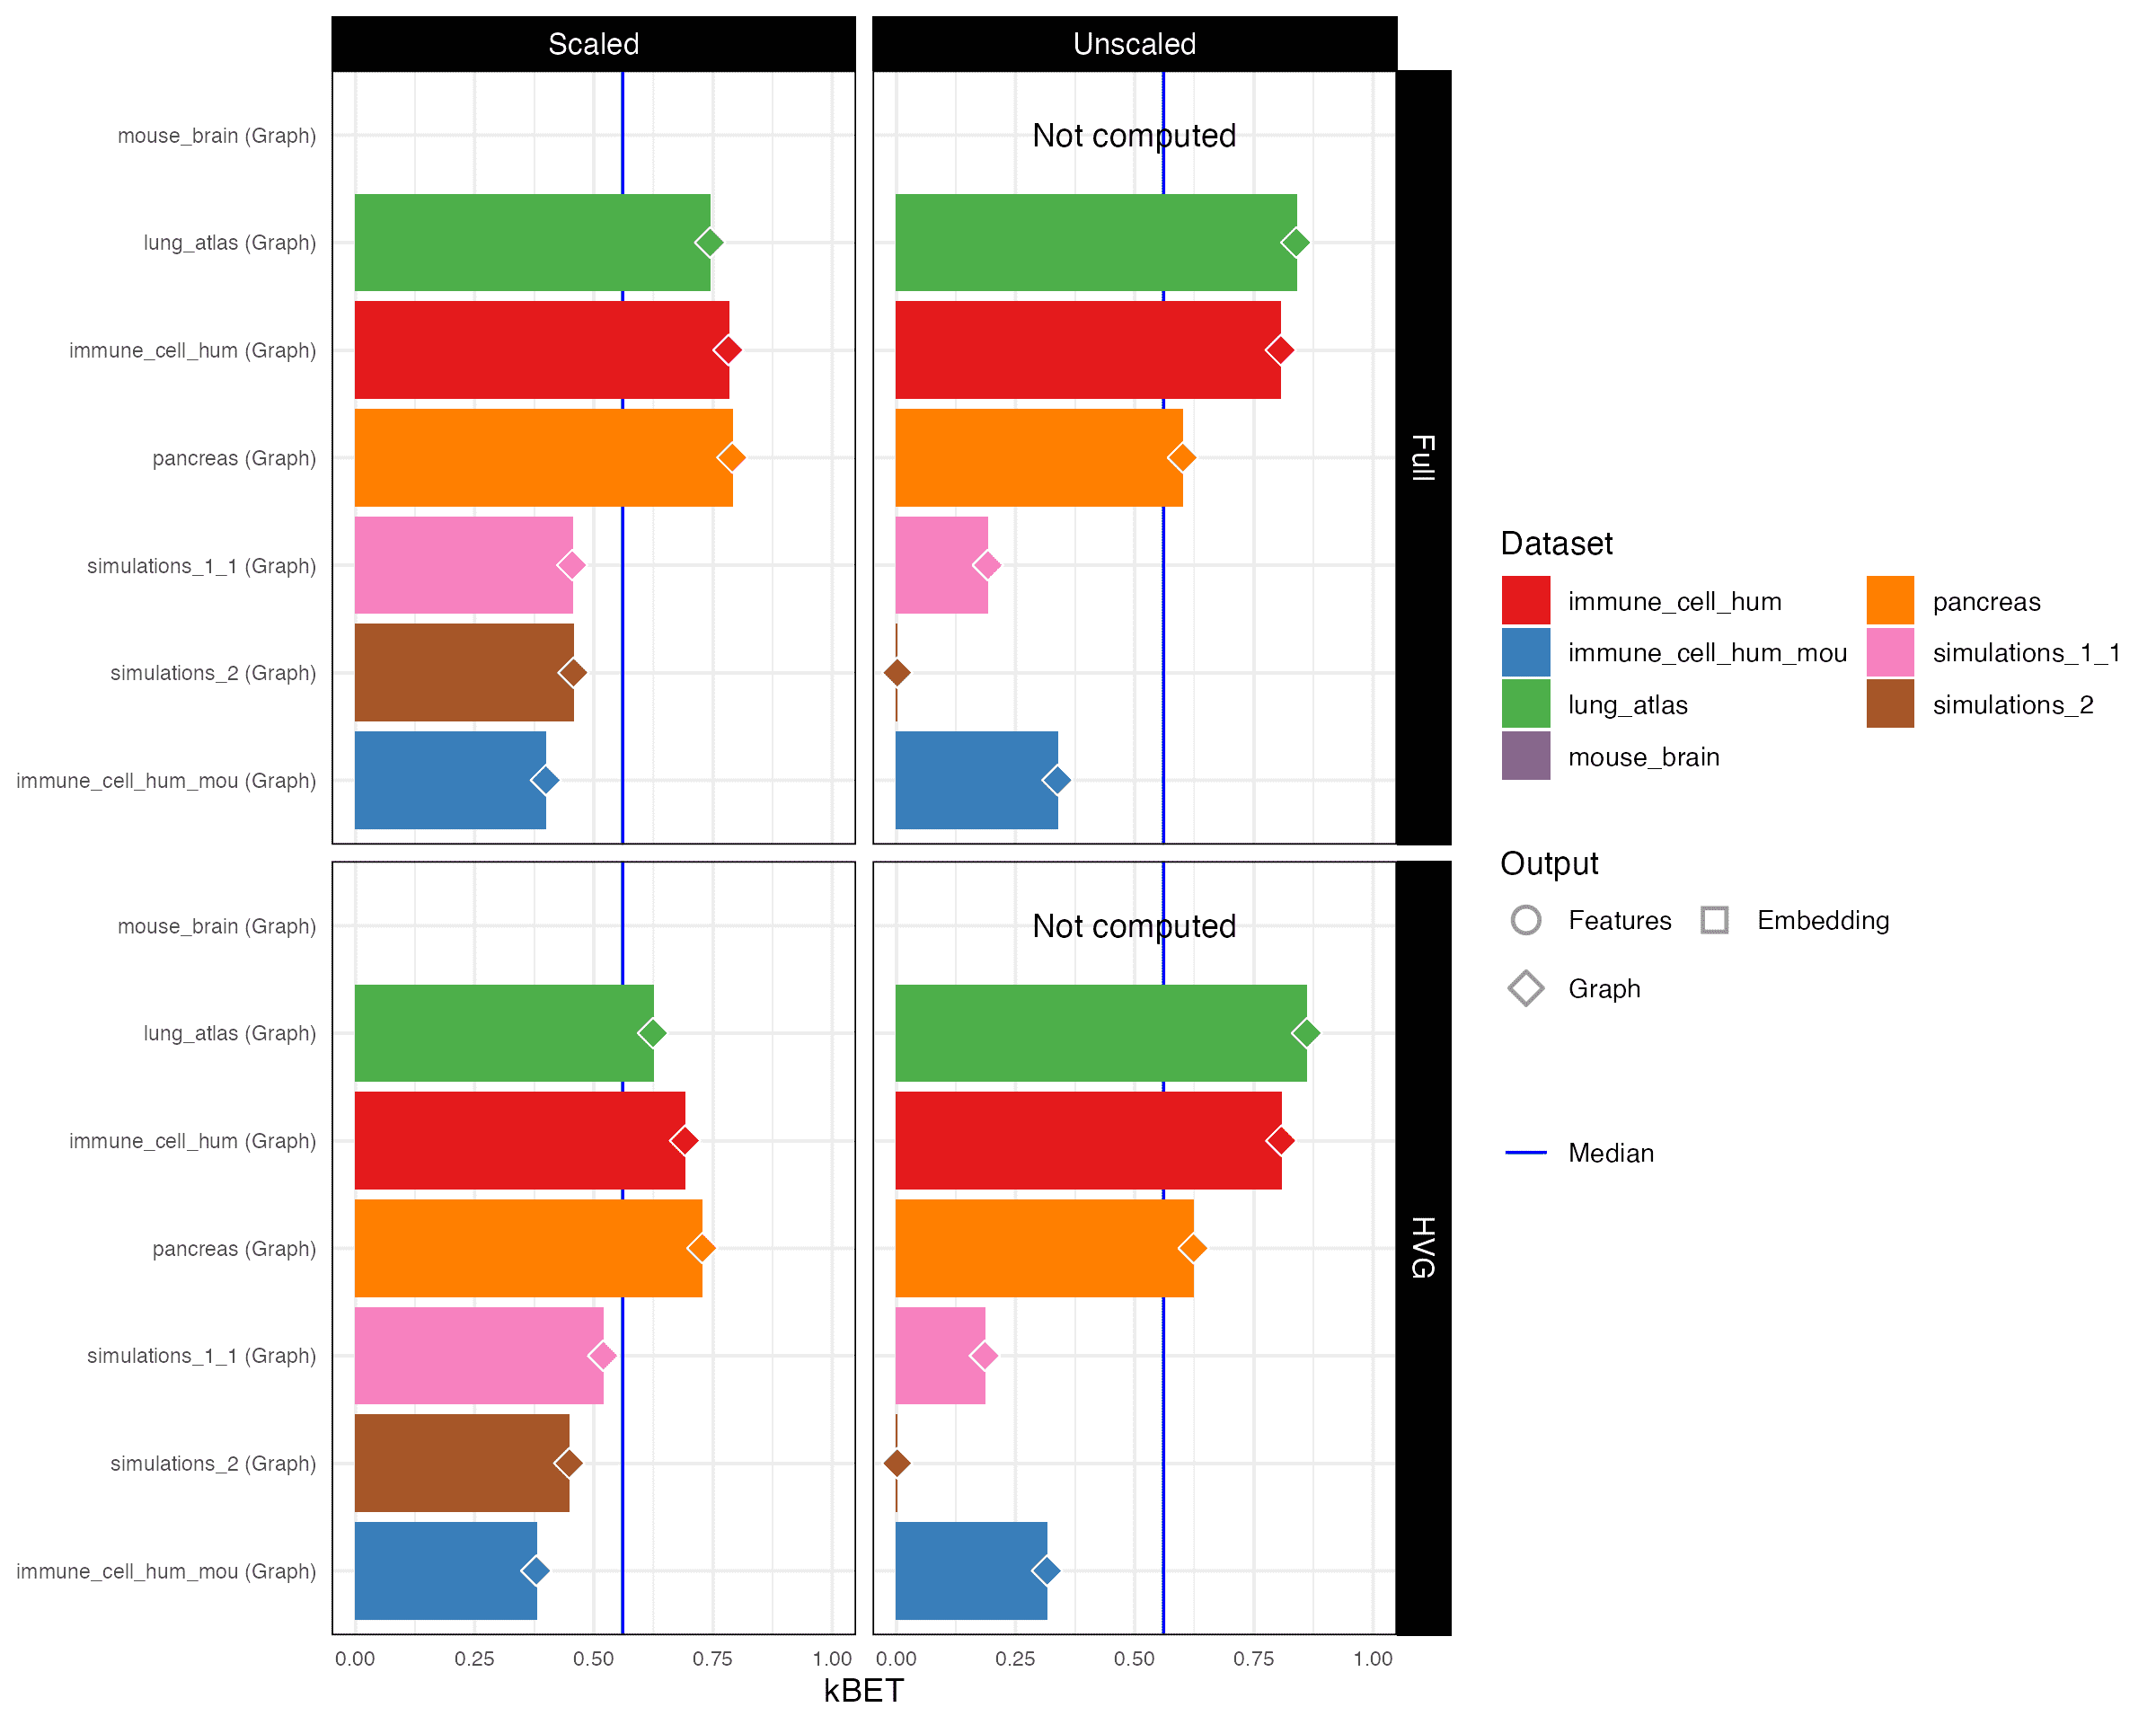 Scaled
Unscaled
mouse_brain (Graph)
Not computed
lung_atlas (Graph)
immune_cell_hum (Graph)
pancreas (Graph)
simulations_1_1 (Graph)
simulations_2 (Graph)
immune_cell_hum_mou (Graph)
Full
mouse_brain (Graph)
Not computed
lung_atlas (Graph)
immune_cell_hum (Graph)
pancreas (Graph)
simulations_1_1 (Graph)
simulations_2 (Graph)
immune_cell_hum_mou (Graph)
HVG
0.00 0.25 0.50 0.75 1.00
0.00 0.25 0.50 0.75 1.00
kBET
Dataset
immune_cell_hum
immune_cell_hum_mou
lung_atlas
mouse_brain
pancreas
simulations_1_1
simulations_2
Output
Features
Embedding
Graph
Median